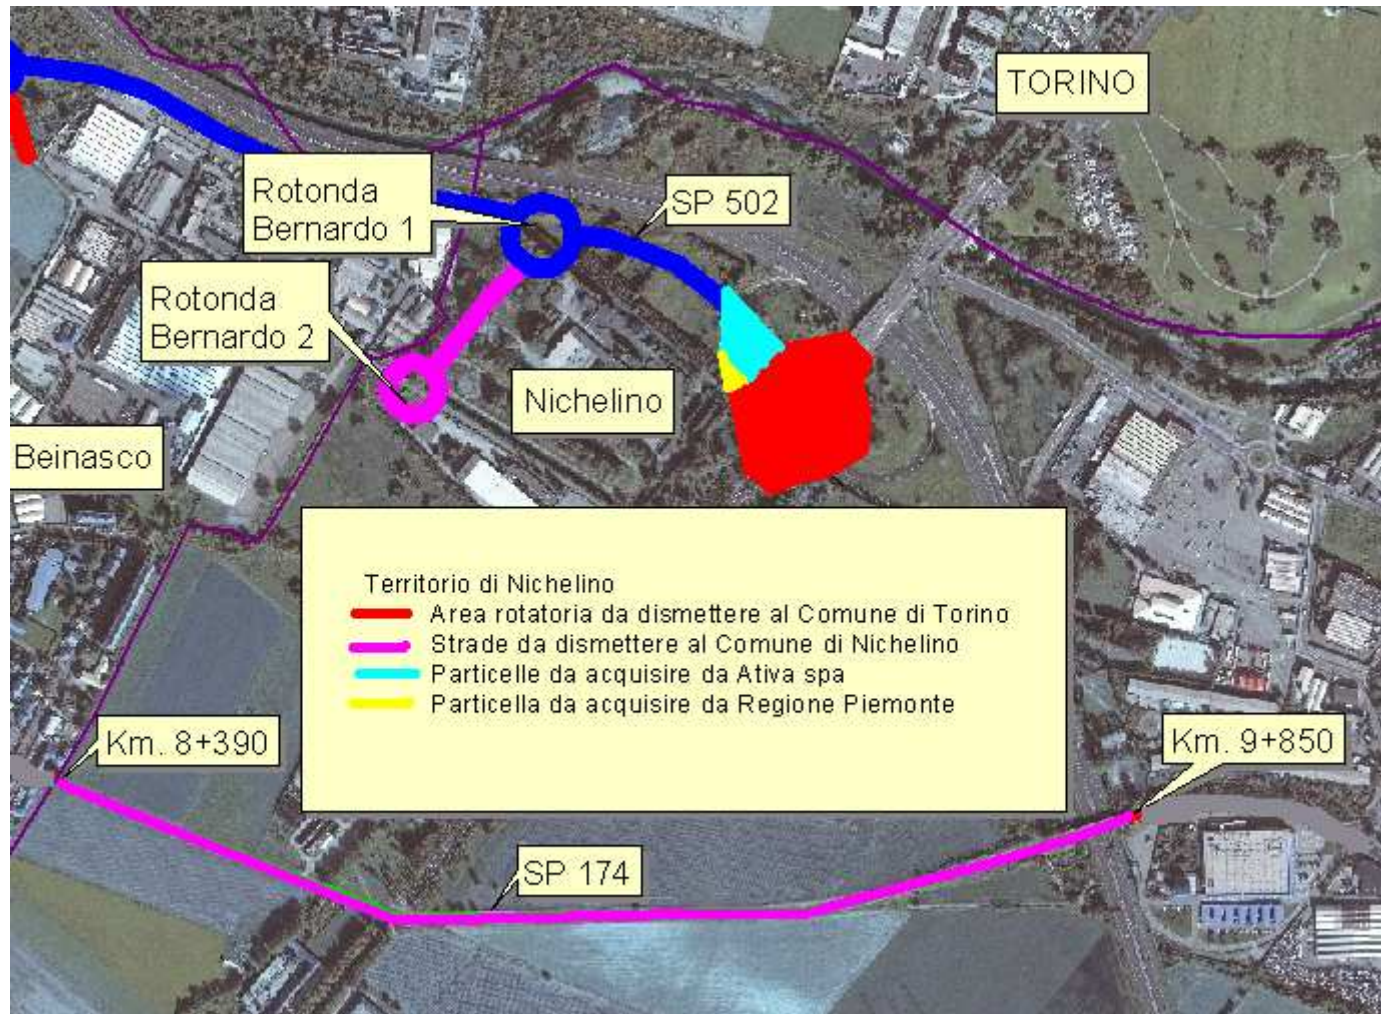 TORINO
Rotonda
Bernardo 1
SP 502
Rotonda
Bernardo 2
Nichelino
Beinasco
Territorio di Nichelino
Area rotatoria da dismettere al Comune di Torino
Strade da dismettere al Comune di Nichelino
Particelle da acquisire da Ativa spa
Particella da acquisire da Regione Piemonte
Km. 8+390
Km. 9+850
SP 174